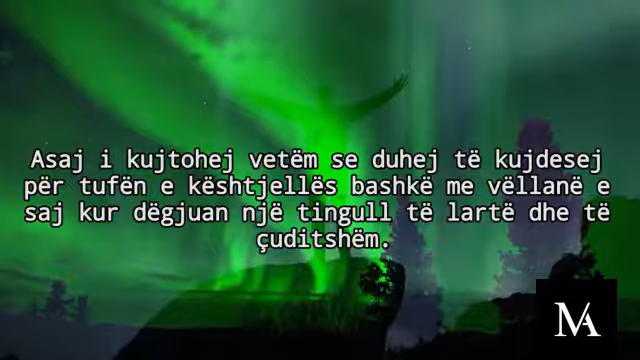 Asaj i kujtohej vetëm se duhej të kujdesej
për tufën e kështjellës bashkë me vëllanë e
saj kur dëgjuan një tingull të lartë dhe të
çuditshëm.
MA